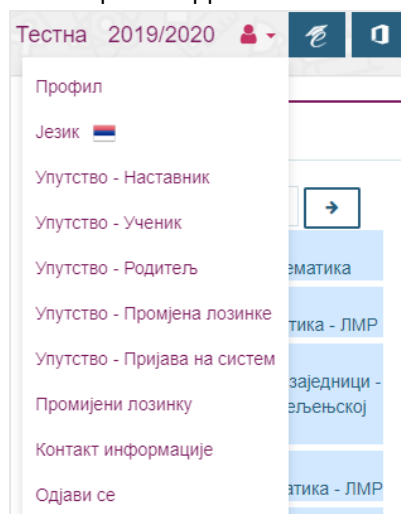 Тестна 2019/2020
Профил
Језик
Упутство - Наставник
Упутство - Ученик
Упутство - Родитељ
ематика
Упутство - Промјена лозинке
тика - ЛМР
Упутство - Пријава на систем
заједници -
Промијени лозинку
ељењској
Контакт информације
Одјави се
атика - ЛМР